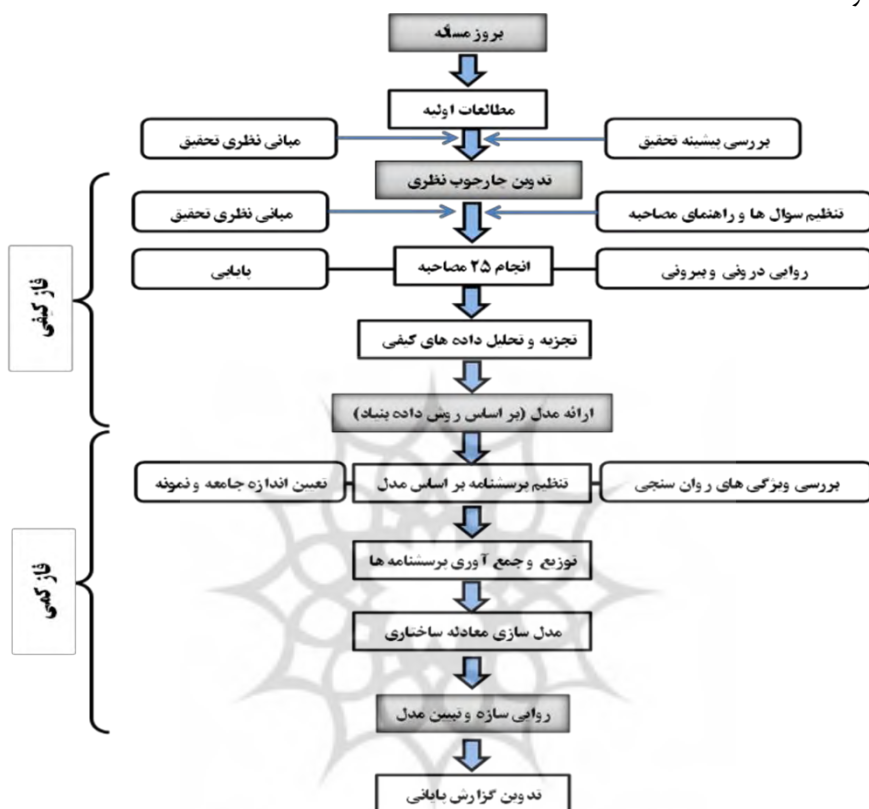 بروز مسأله
مطالعات اولیه
بررسی پیشینه تحقیق
مبانی نظری تحقیق
تدوین چارچوب نظری
تنظیم سوال ها و راهنمای مصاحبه
مبانی نظری تحقیق
روایی درونی و بیرونی
انجام ۲۵ مصاحبه
پایایی
تجزیه و تحلیل داده های کیفی
ارائه مدل (بر اساس روش داده بنیاد)
فاز کیفی
بررسی ویژگی های روان سنجی
تنظیم پرسشنامه بر اساس مدل
تعیین اندازه جامعه و نمونه
توزیع و جمع آوری پرسشنامه ها
مدل سازی معادله ساختاری
روایی سازه و تبیین مدل
فاز کمی
تدوین گزارش پایانی